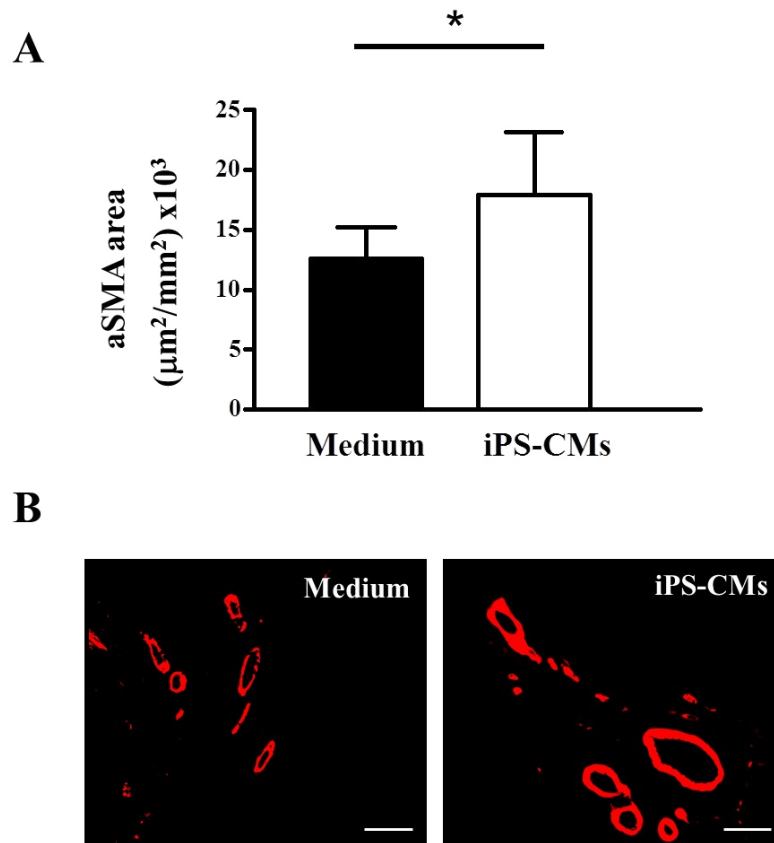 A
*
25
20
15
10
5
0
aSMA area
(μm²/mm²) x10³
Medium iPS-CMs
B
Medium
iPS-CMs